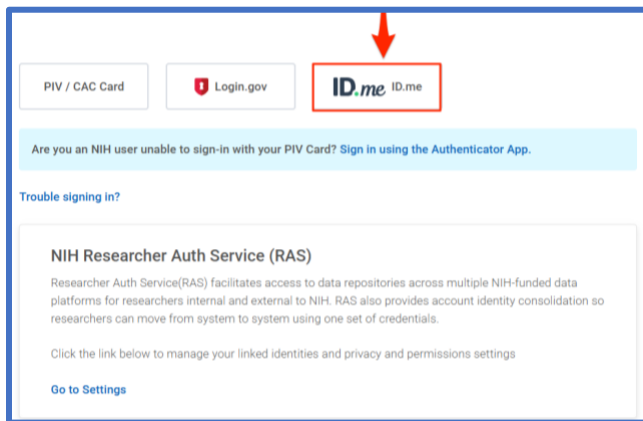 PIV / CAC Card
Login.gov
ID.me ID.me
Are you an NIH user unable to sign-in with your PIV Card? Sign in using the Authenticator App.
Trouble signing in?
NIH Researcher Auth Service (RAS)
Researcher Auth Service(RAS) facilitates access to data repositories across multiple NIH-funded data
platforms for researchers internal and external to NIH. RAS also provides account identity consolidation so
researchers can move from system to system using one set of credentials.
Click the link below to manage your linked identities and privacy and permissions settings
Go to Settings